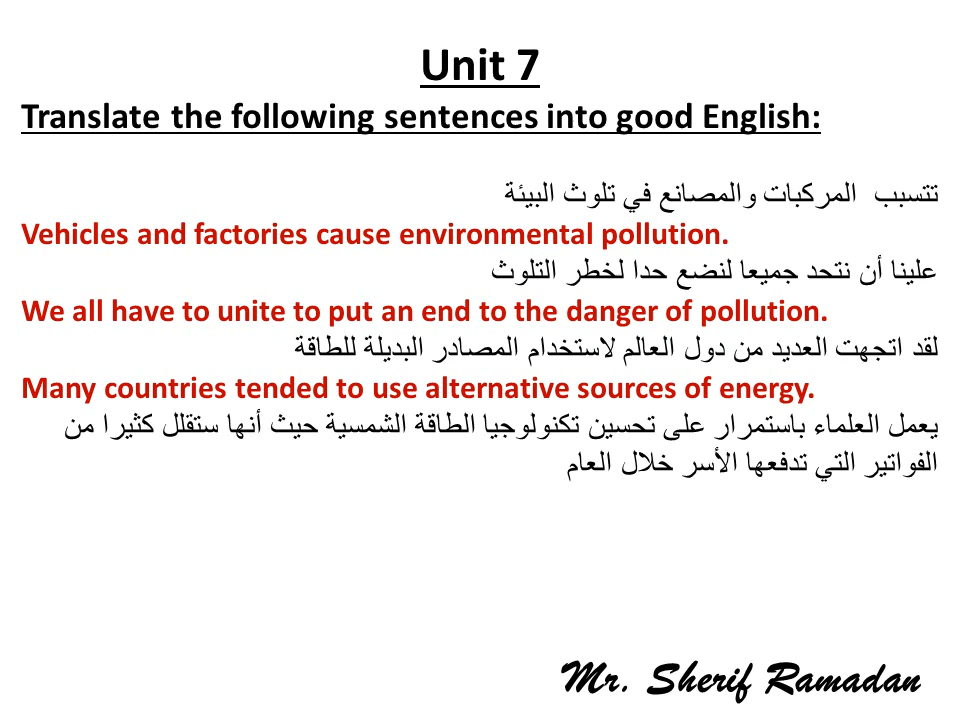 Unit 7
Translate the following sentences into good English:
تتسبب المركبات والمصانع في تلوث البيئة
Vehicles and factories cause environmental pollution.
علينا أن نتحد جميعا لنضع حدا لخطر التلوث
We all have to unite to put an end to the danger of pollution.
لقد اتجهت العديد من دول العالم لاستخدام المصادر البديلة للطاقة
Many countries tended to use alternative sources of energy.
يعمل العلماء باستمرار على تحسين تكنولوجيا الطاقة الشمسية حيث أنها ستقلل كثيرا من
الفواتير التي تدفعها الأسر خلال العام
Mr. Sherif Ramadan